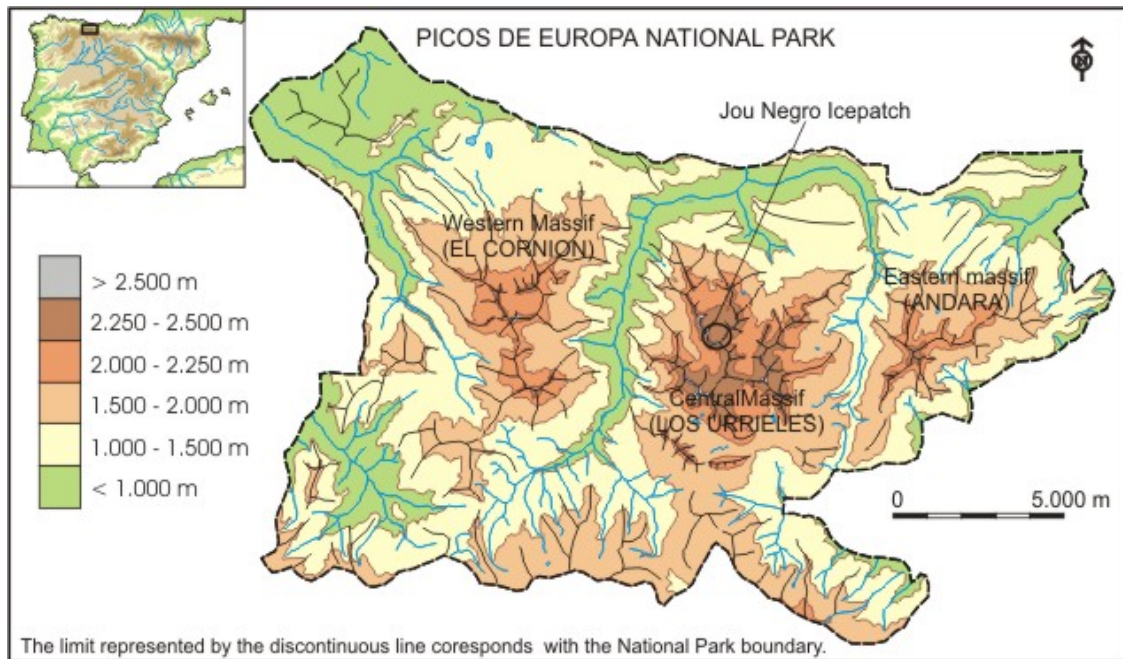 PICOS DE EUROPA NATIONAL PARK
Jou Negro Icepatch
Western Massif
(EL CORNION)
Eastern massif
(ANDARA)
CentralMassif
(LOS URRIELES)
> 2.500 m
2.250 - 2.500 m
2.000 - 2.250 m
1.500 - 2.000 m
1.000 - 1.500 m
< 1.000 m
0 5.000 m
The limit represented by the discontinuous line coresponds with the National Park boundary.